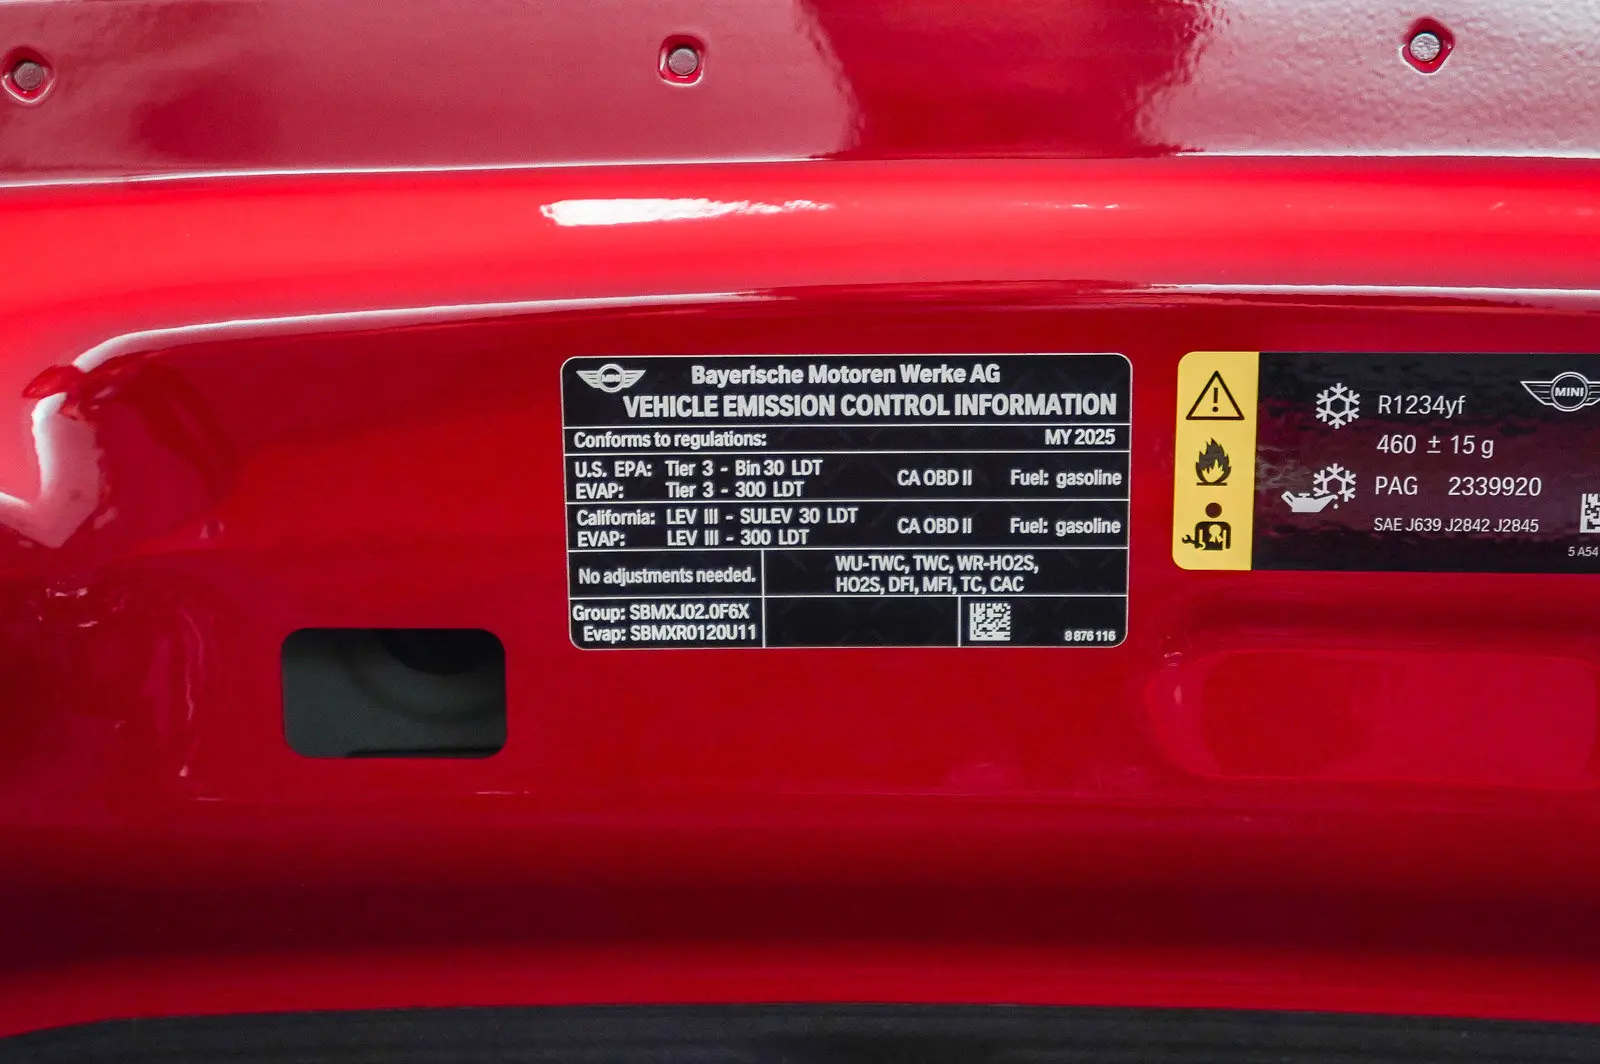 MINI
Bayerische Motoren Werke AG
VEHICLE EMISSION CONTROL INFORMATION
Conforms to regulations: MY 2025
U.S. EPA: Tier 3 - Bin 30 LDT
EVAP: Tier 3 - 300 LDT
CA OBD II Fuel: gasoline
California: LEV III - SULEV 30 LDT
EVAP: LEV III - 300 LDT
CA OBD II Fuel: gasoline
No adjustments needed.
WU-TWC, TWC, WR-HO2S,
HO2S, DFI, MFI, TC, CAC
Group: SBMXJ02.0F6X
Evap: SBMXR0120U11
8 876 116
R1234yf
MINI
460 ± 15 g
PAG 2339920
SAE J639 J2842 J2845
5 A54